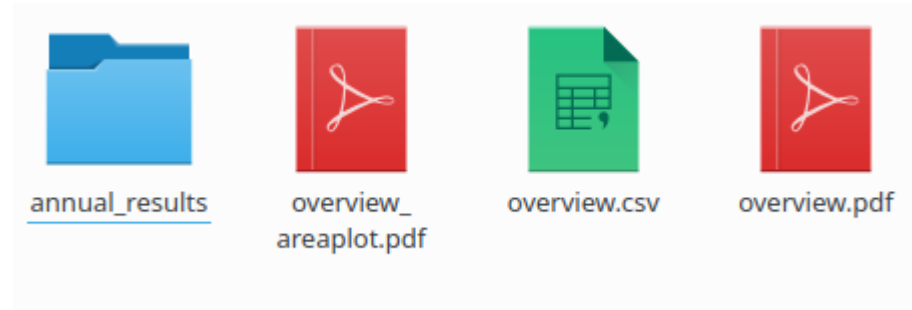 annual_results
overview_
areaplot.pdf
overview.csv
overview.pdf